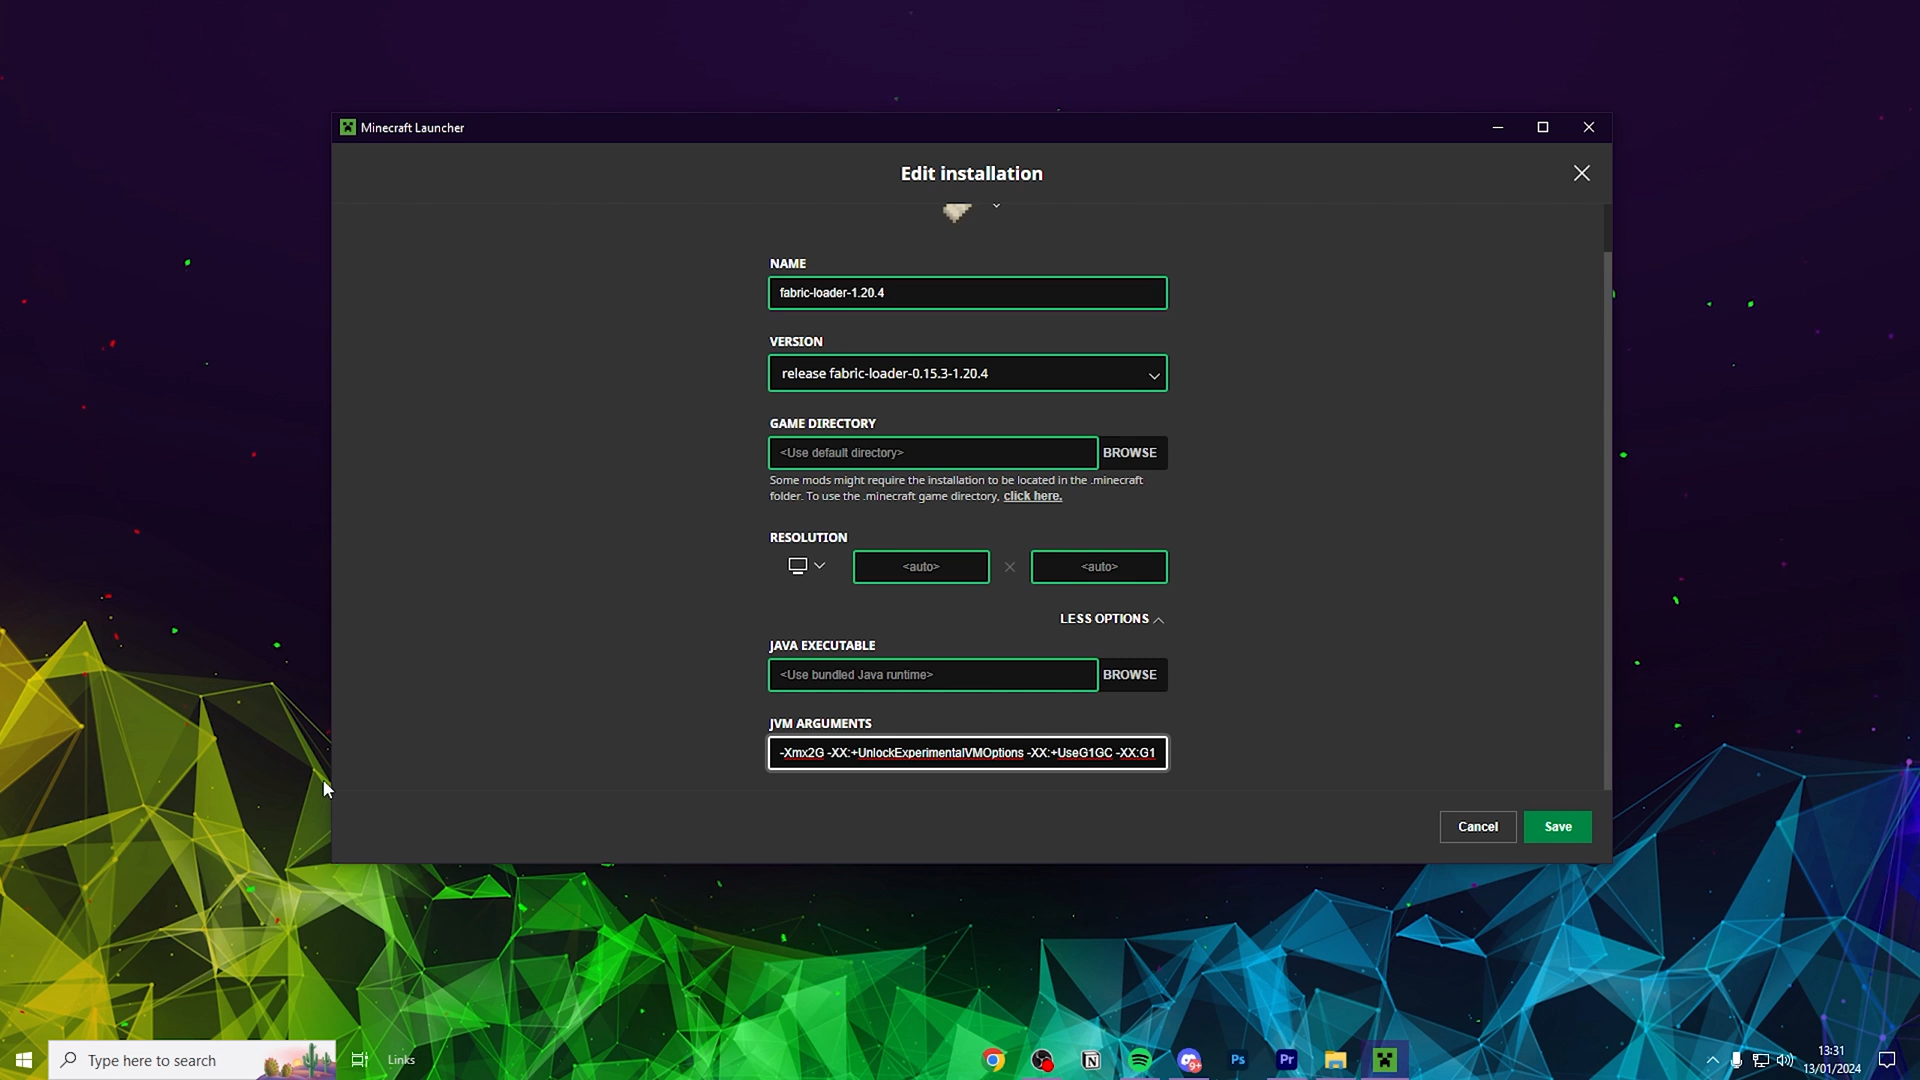 Minecraft Launcher
Edit installation
NAME
fabric-loader-1.20.4
VERSION
release fabric-loader-0.15.3-1.20.4
GAME DIRECTORY
<Use default directory> BROWSE
Some mods might require the installation to be located in the .minecraft
folder. To use the .minecraft game directory, click here.
RESOLUTION
<auto> <auto>
LESS OPTIONS
JAVA EXECUTABLE
<Use bundled Java runtime> BROWSE
JVM ARGUMENTS
-Xmx2G -XX:+UnlockExperimentalVMOptions -XX:+UseG1GC -XX:G1
Cancel Save
Type here to search Links 9+ Ps Pr 13:31
13/01/2024